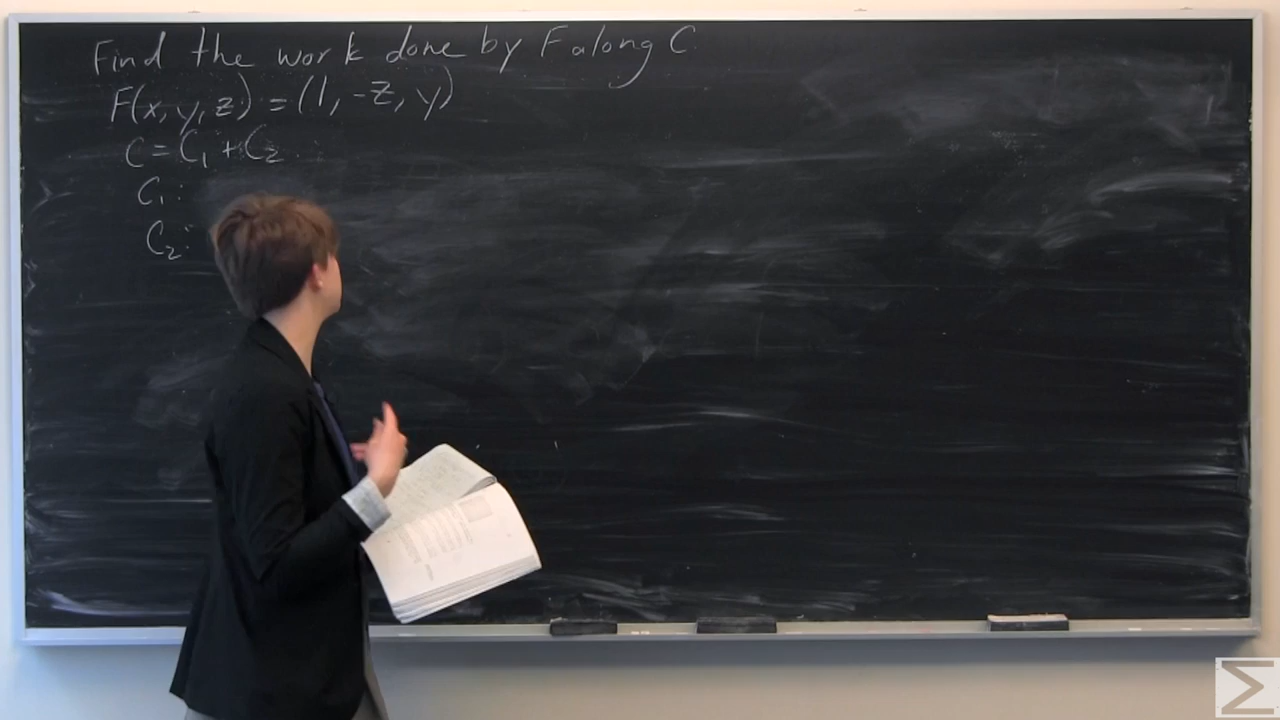 Find the work done by F along C
F(x, y, z) = (1, -z, y)
C = C₁ + C₂
C₁:
C₂: